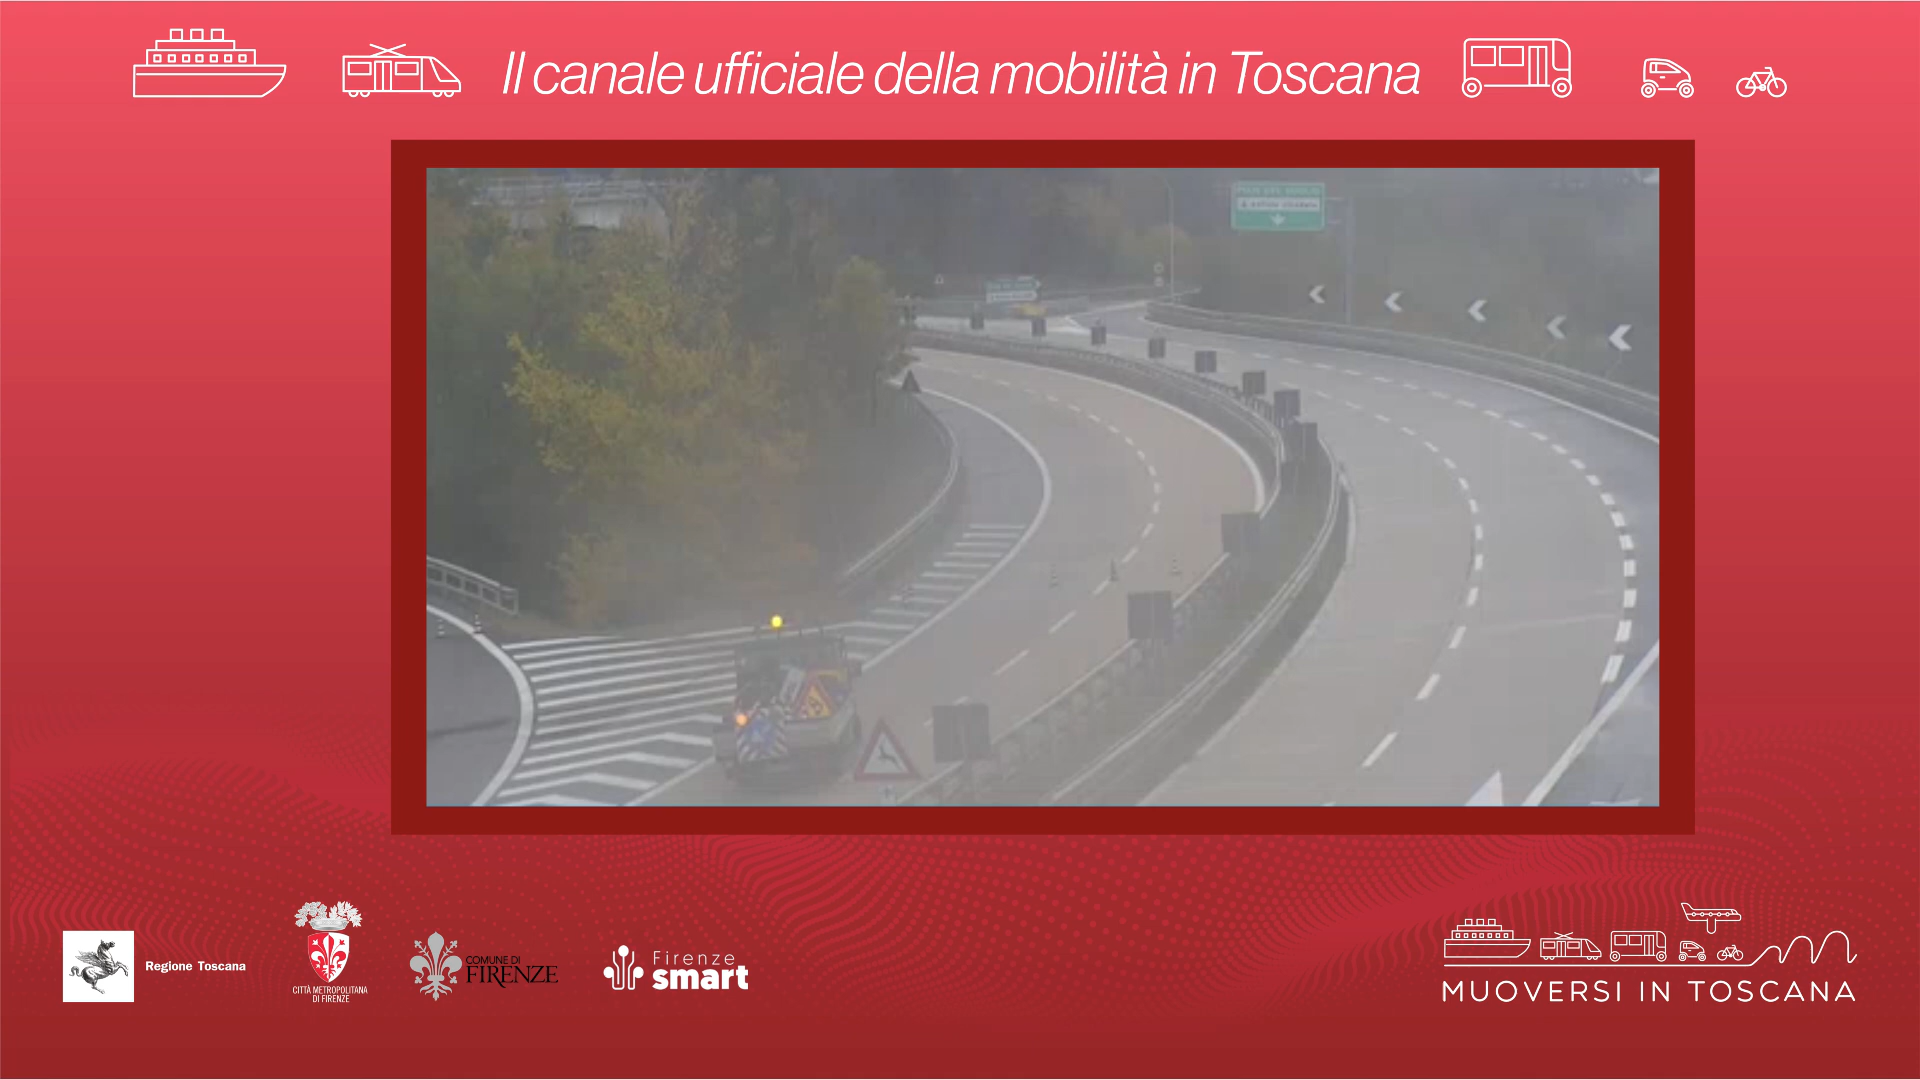 Il canale ufficiale della mobilità in Toscana
Regione Toscana
CITTÀ METROPOLITANA
DI FIRENZE
COMUNE DI
FIRENZE
Firenze
smart
MUOVERSI IN TOSCANA